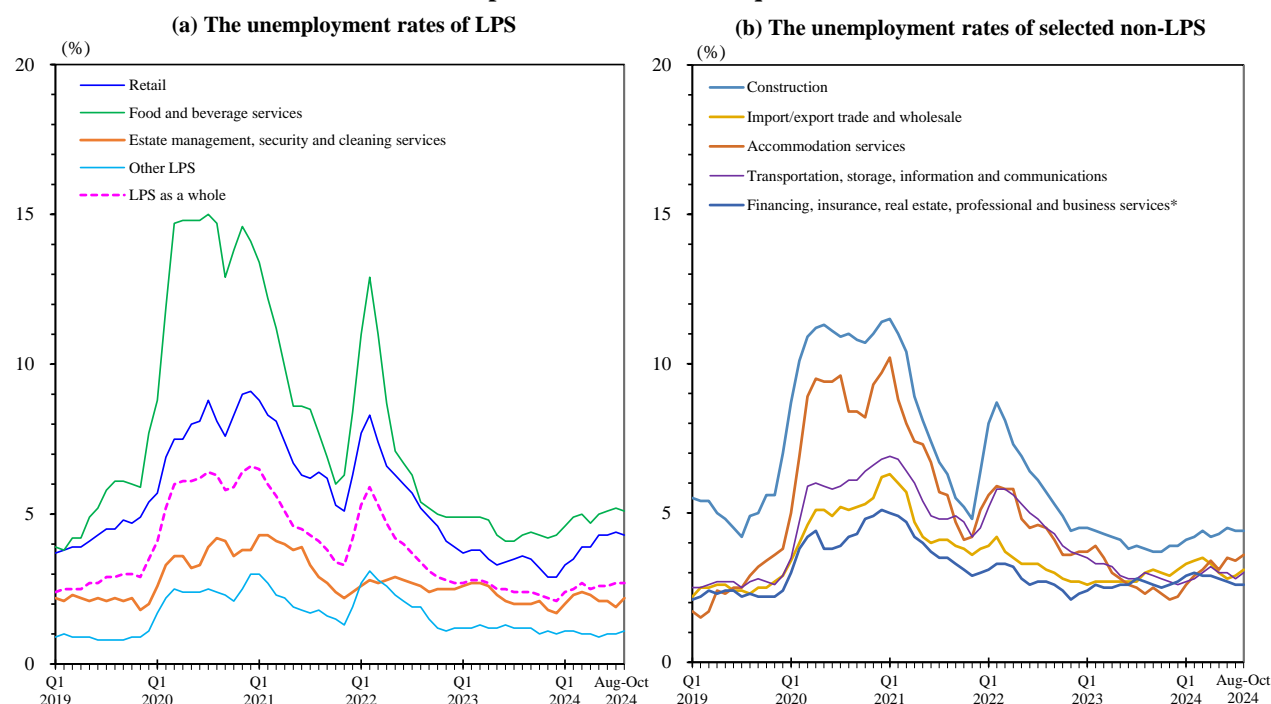 (a) The unemployment rates of LPS
(%)
20
15
10
5
0
Retail
Food and beverage services
Estate management, security and cleaning services
Other LPS
LPS as a whole
Q1 2019
Q1 2020
Q1 2021
Q1 2022
Q1 2023
Q1 2024
Aug-Oct 2024
(b) The unemployment rates of selected non-LPS
(%)
20
15
10
5
0
Construction
Import/export trade and wholesale
Accommodation services
Transportation, storage, information and communications
Financing, insurance, real estate, professional and business services*
Q1 2019
Q1 2020
Q1 2021
Q1 2022
Q1 2023
Q1 2024
Aug-Oct 2024